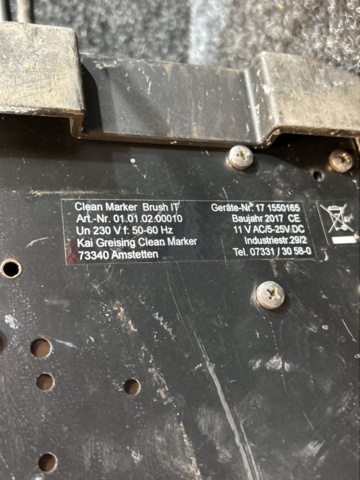 Clean Marker Brush IT Geräte-Nr. 17 1550165
Art.-Nr. 01.01.02.00010 Baujahr 2017 CE
Un 230 V f: 50-60 Hz 11 V AC/5-25V DC
Kai Greising Clean Marker Industriestr.29/2
73340 Amstetten Tel. 07331 / 30 58-0